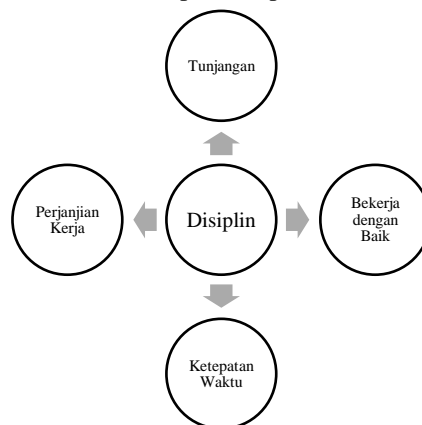 Tunjangan
Perjanjian
Kerja
Disiplin
Bekerja
dengan
Baik
Ketepatan
Waktu